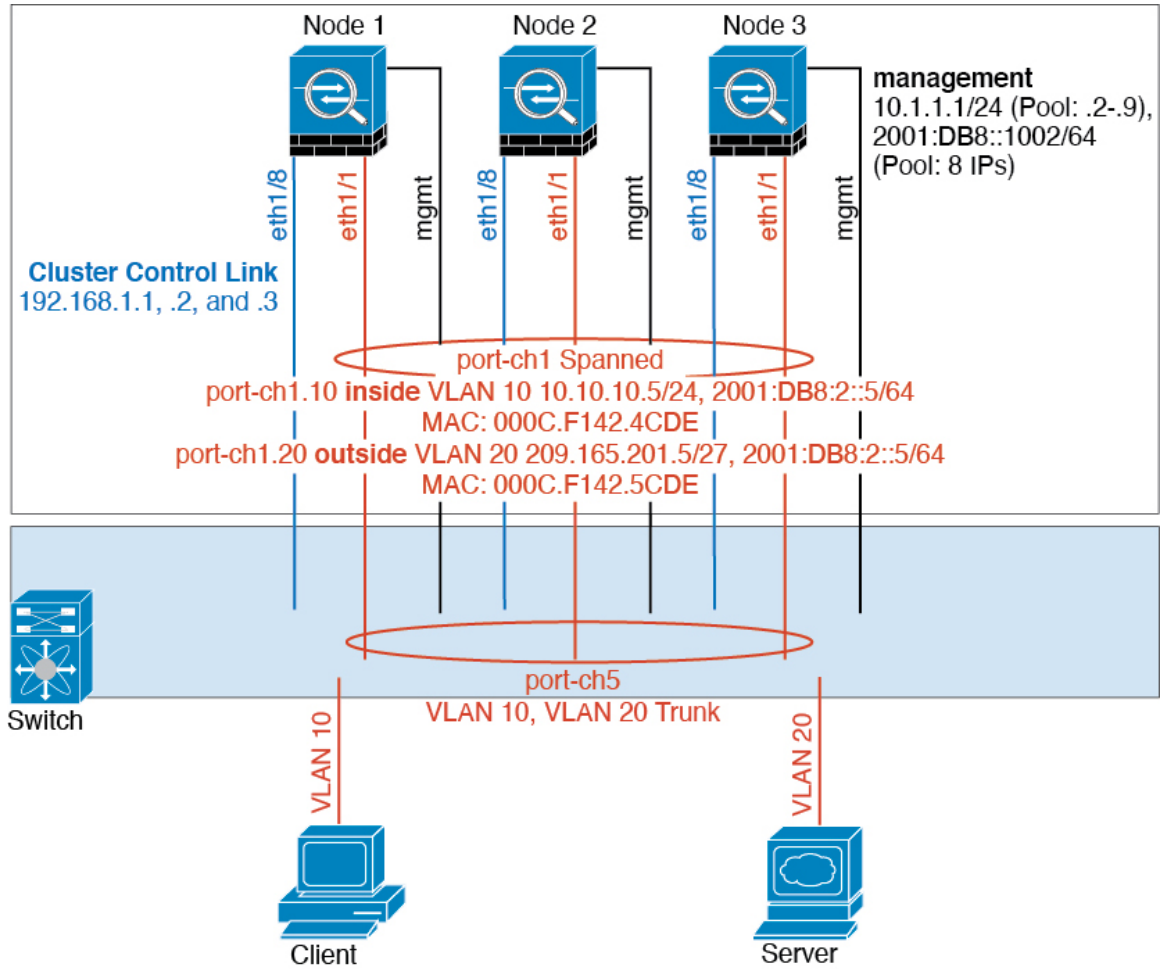 Node 1
Node 2
Node 3
management
10.1.1.1/24 (Pool: .2-.9),
2001:DB8::1002/64
(Pool: 8 IPs)
eth1/8
eth1/1
mgmt
eth1/8
eth1/1
mgmt
eth1/8
eth1/1
mgmt
Cluster Control Link
192.168.1.1, .2, and .3
port-ch1 Spanned
port-ch1.10 inside VLAN 10 10.10.10.5/24, 2001:DB8:2::5/64
MAC: 000C.F142.4CDE
port-ch1.20 outside VLAN 20 209.165.201.5/27, 2001:DB8:2::5/64
MAC: 000C.F142.5CDE
port-ch5
VLAN 10, VLAN 20 Trunk
Switch
VLAN 10
VLAN 20
Client
Server